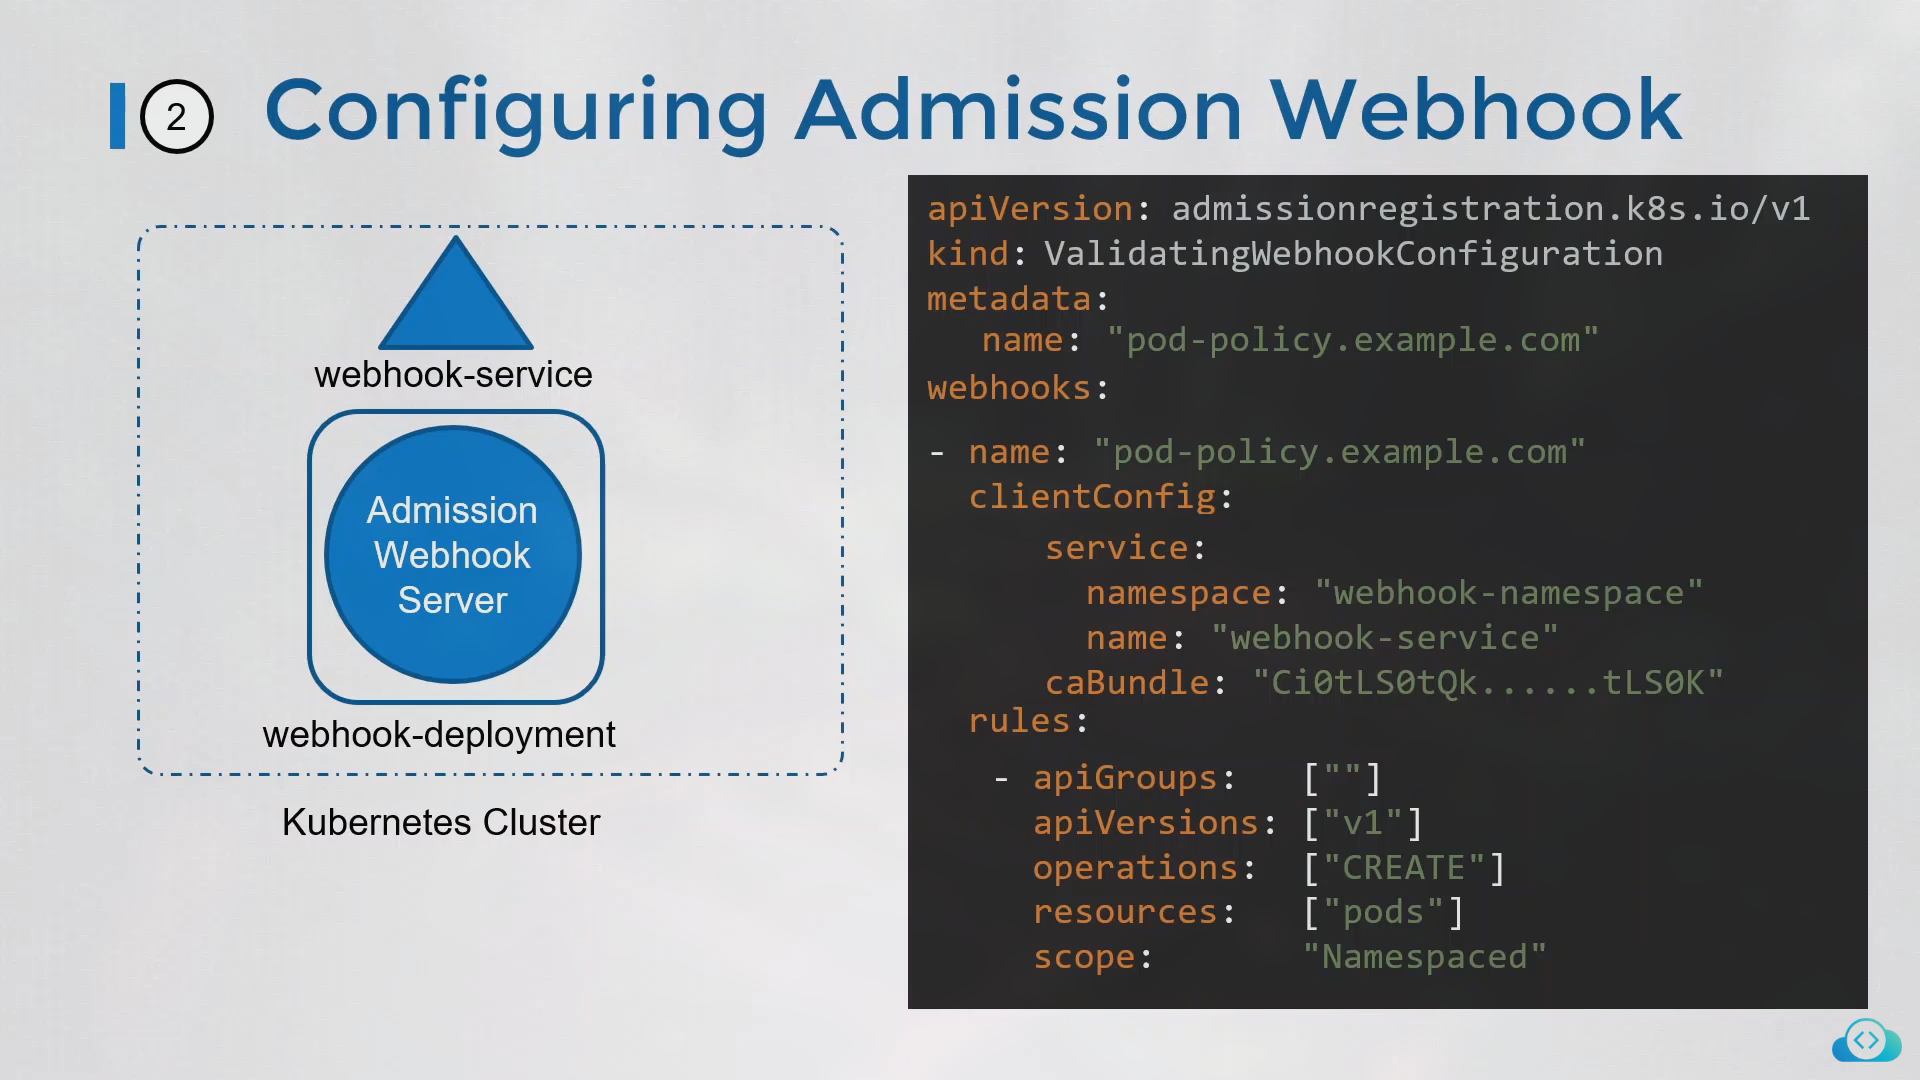 2
Configuring Admission Webhook
webhook-service
Admission
Webhook
Server
webhook-deployment
Kubernetes Cluster
apiVersion: admissionregistration.k8s.io/v1
kind: ValidatingWebhookConfiguration
metadata:
name: "pod-policy.example.com"
webhooks:
- name: "pod-policy.example.com"
clientConfig:
service:
namespace: "webhook-namespace"
name: "webhook-service"
caBundle: "Ci0tLS0tQk......tLS0K"
rules:
- apiGroups: [""]
apiVersions: ["v1"]
operations: ["CREATE"]
resources: ["pods"]
scope: "Namespaced"